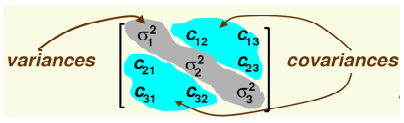 σ₁² c₁₂ c₁₃
variances c₂₁ σ₂² c₂₃ covariances
c₃₁ c₃₂ σ₃²